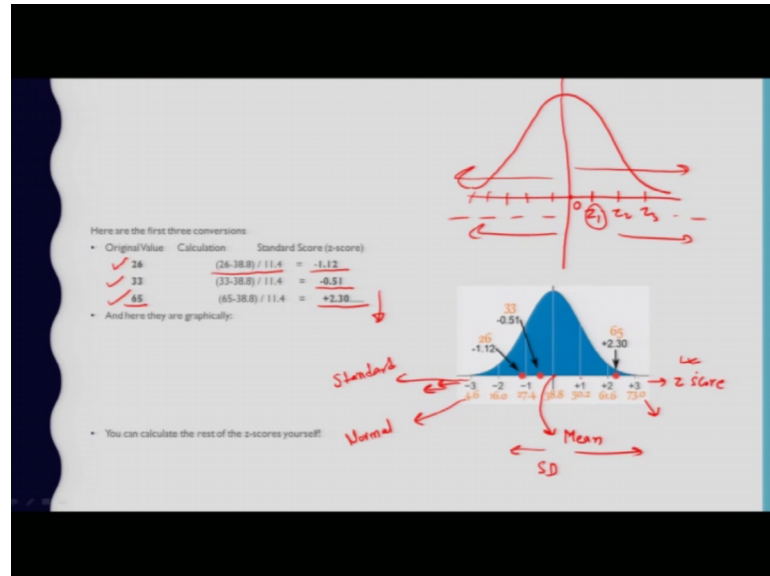 Here are the first three conversions
• Original Value Calculation Standard Score (z-score)
26 (26-38.8) / 11.4 = -1.12
33 (33-38.8) / 11.4 = -0.51
65 (65-38.8) / 11.4 = +2.30....
• And here they are graphically:
• You can calculate the rest of the z-scores yourself!
0 z1 z2 z3
33
-0.51
26
-1.12
65
+2.30
-3 -2 -1 +1 +2 +3
4.6 16.0 27.4 38.8 50.2 61.6 73.0
Standard
z score
Normal
Mean
SD